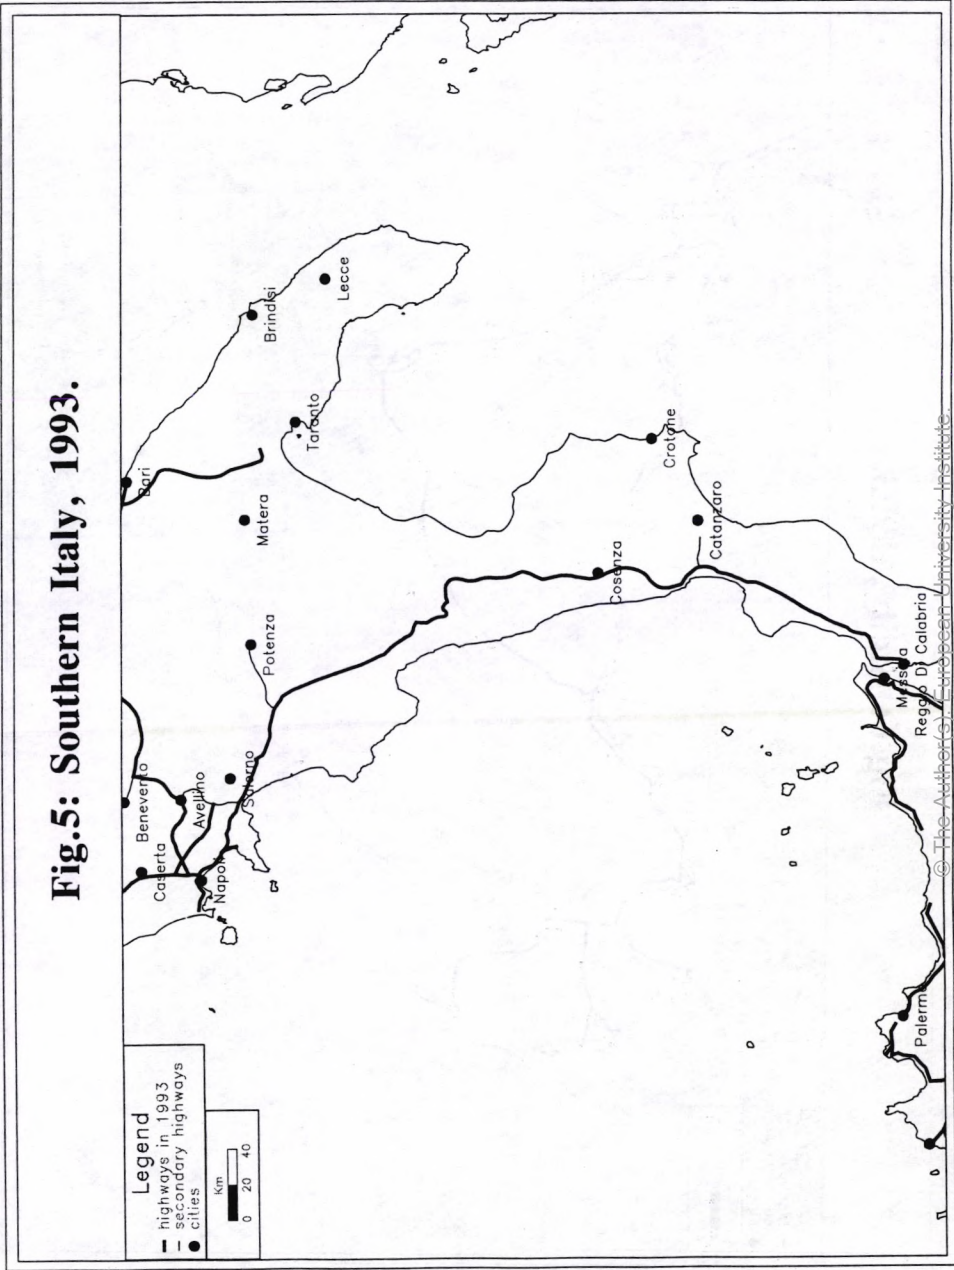 Fig.5: Southern Italy, 1993.
Legend
highways in 1993
secondary highways
cities
Km
0 20 40
Benevento
Caserta
Avellino
Napoli
Salerno
Potenza
Matera
Bari
Brindisi
Taranto
Lecce
Cosenza
Crotone
Catanzaro
Messina
Reggio Di Calabria
Palermo
© The Author(s). European University Institute.